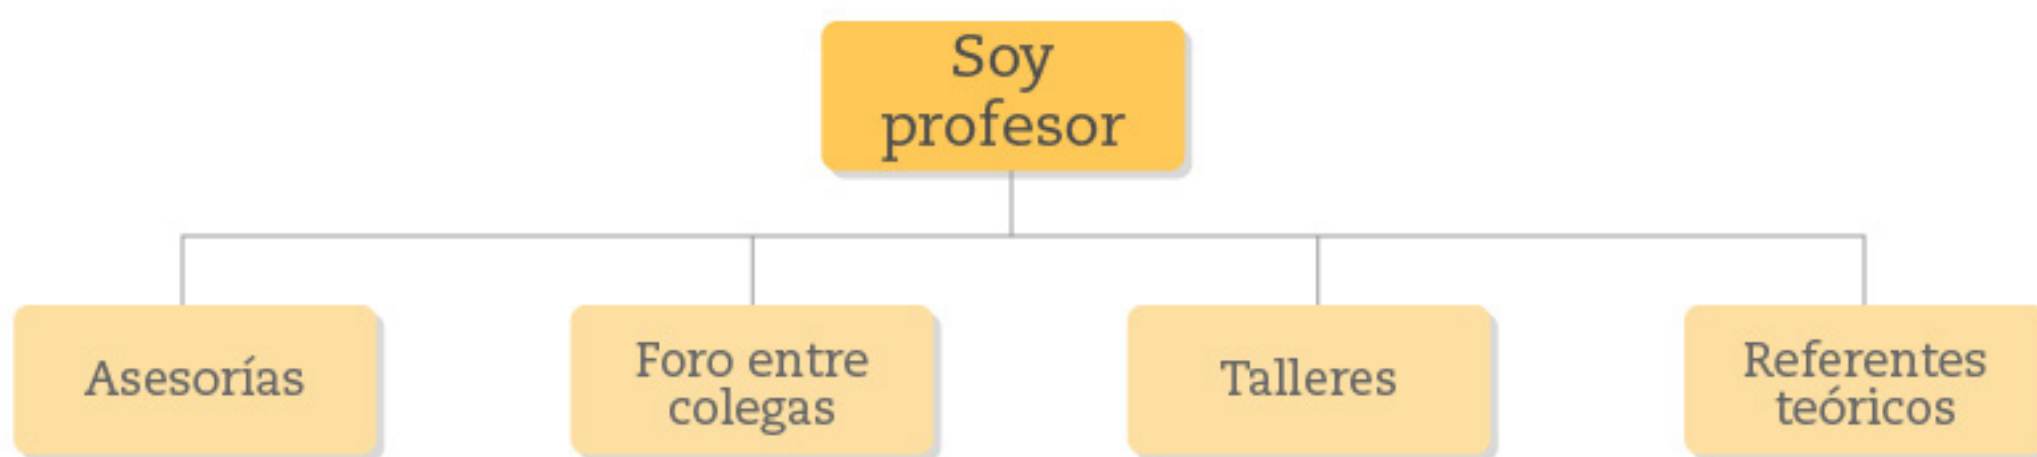 Soy
profesor
Asesorías
Foro entre
colegas
Talleres
Referentes
teóricos